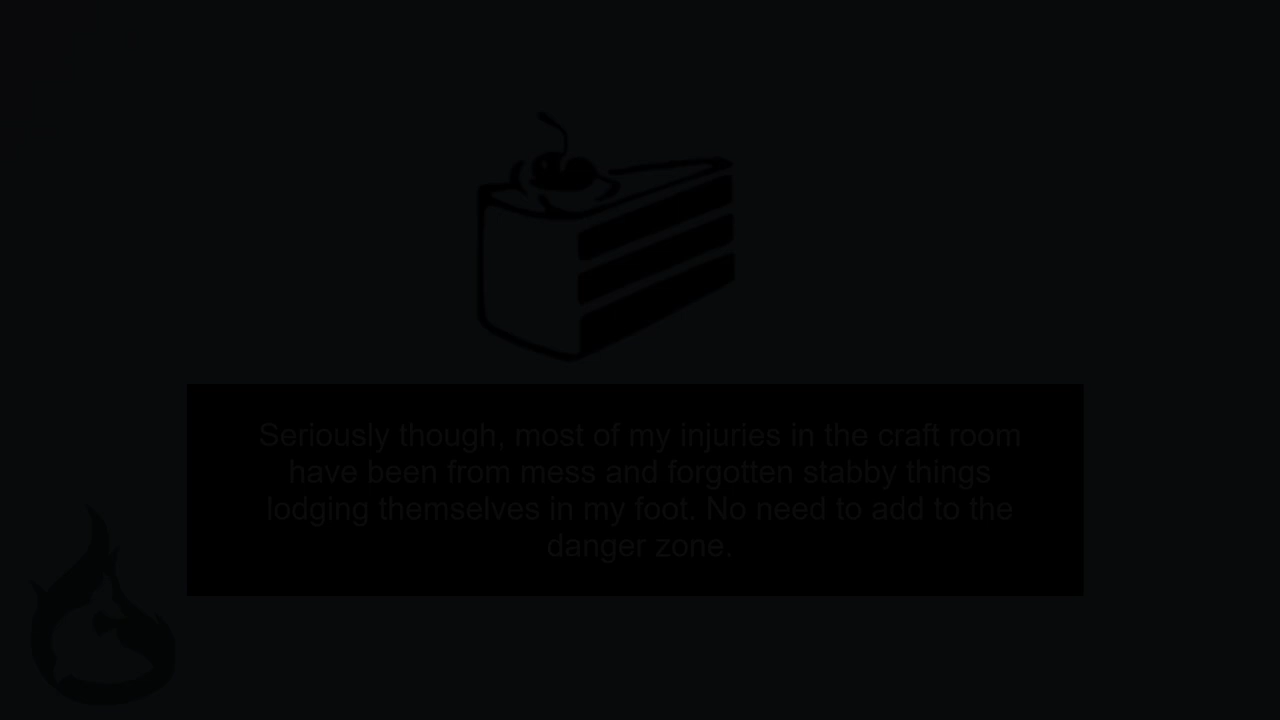 Seriously though, most of my injuries in the craft room
have been from mess and forgotten stabby things
lodging themselves in my foot. No need to add to the
danger zone.